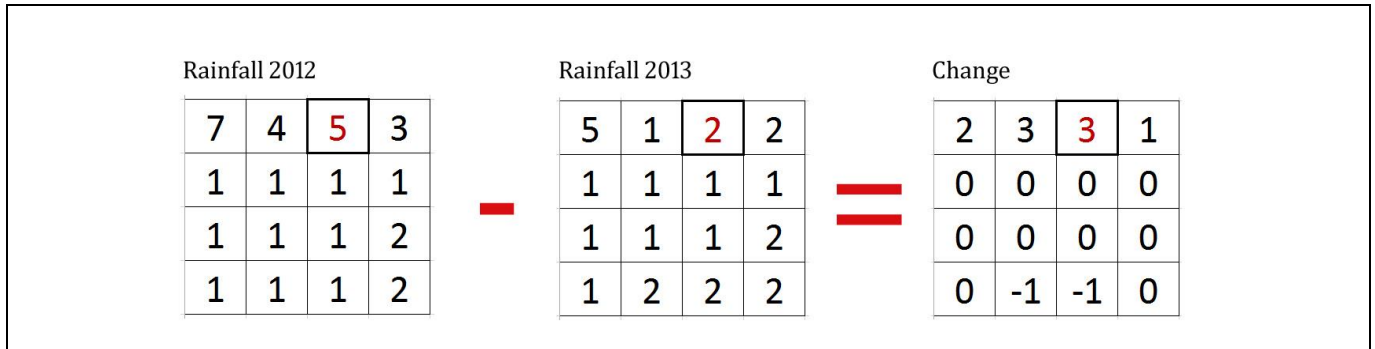 Rainfall 2012 Rainfall 2013 Change
7 4 5 3 5 1 2 2 2 3 3 1
1 1 1 1 1 1 1 1 0 0 0 0
- =
1 1 1 2 1 1 1 2 0 0 0 0
1 1 1 2 1 2 2 2 0 -1 -1 0